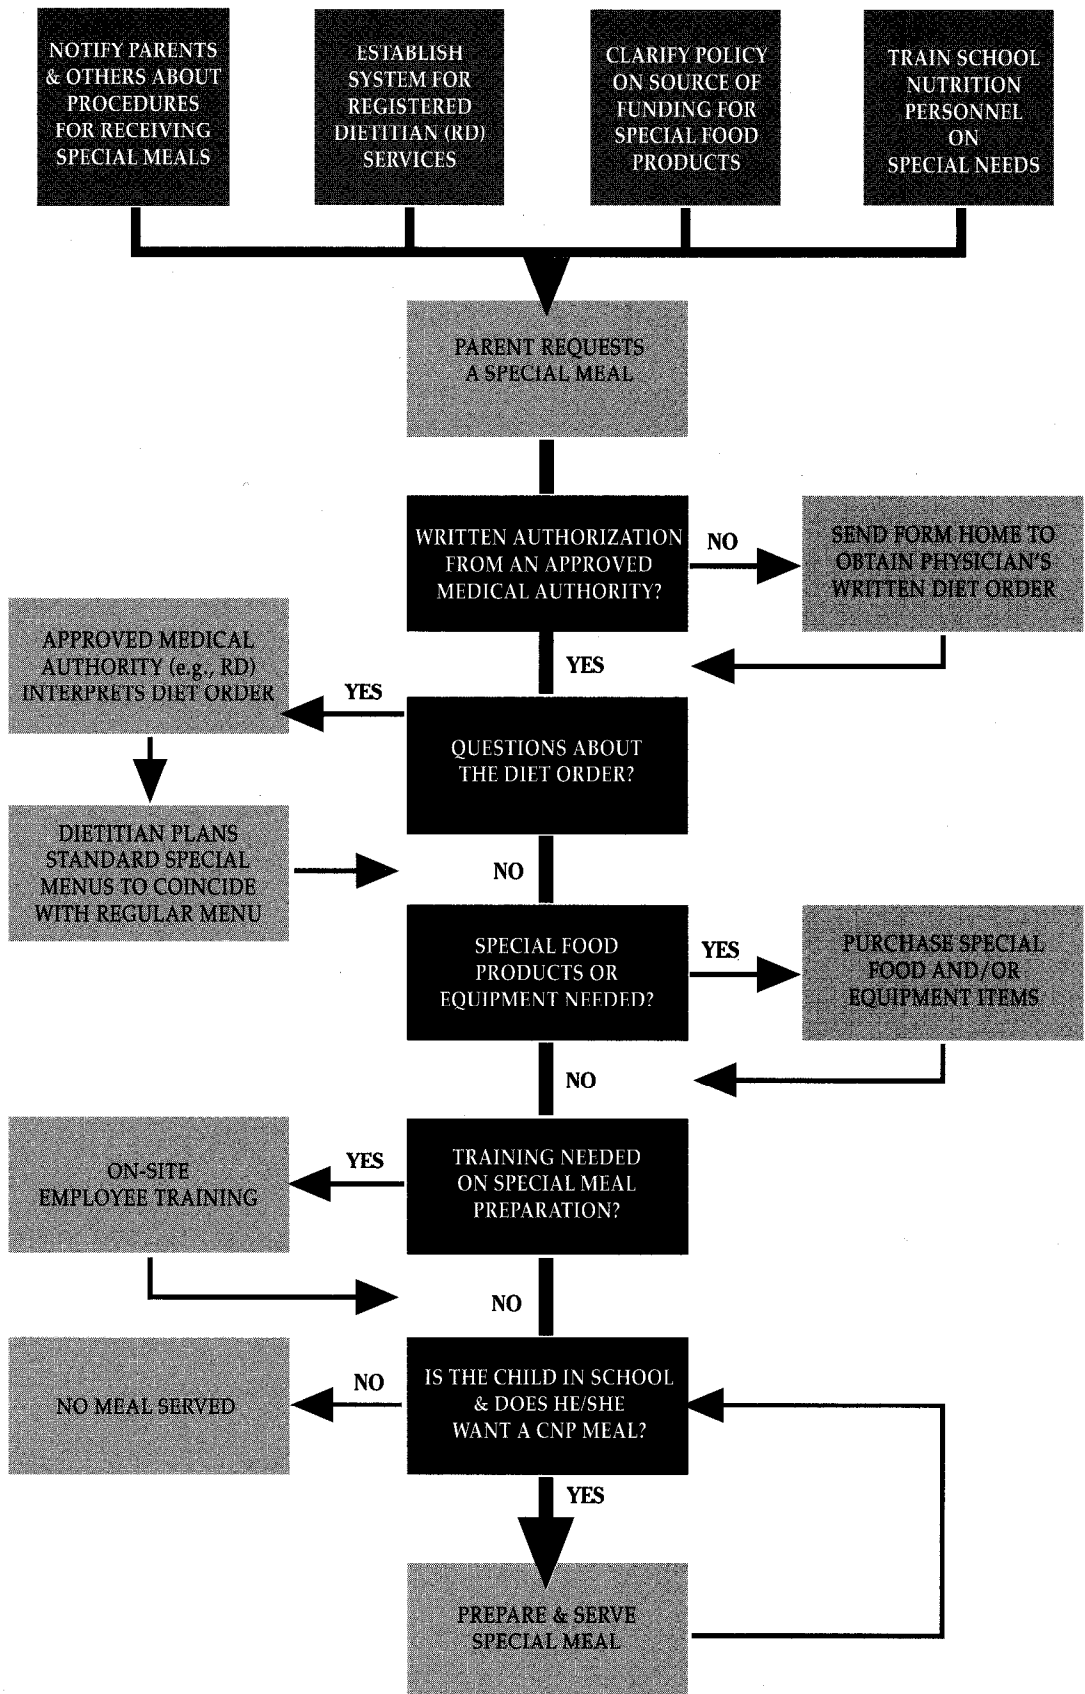 NOTIFY PARENTS
& OTHERS ABOUT
PROCEDURES
FOR RECEIVING
SPECIAL MEALS
ESTABLISH
SYSTEM FOR
REGISTERED
DIETITIAN (RD)
SERVICES
CLARIFY POLICY
ON SOURCE OF
FUNDING FOR
SPECIAL FOOD
PRODUCTS
TRAIN SCHOOL
NUTRITION
PERSONNEL
ON
SPECIAL NEEDS
PARENT REQUESTS
A SPECIAL MEAL
WRITTEN AUTHORIZATION
FROM AN APPROVED
MEDICAL AUTHORITY?
NO
SEND FORM HOME TO
OBTAIN PHYSICIAN'S
WRITTEN DIET ORDER
YES
APPROVED MEDICAL
AUTHORITY (e.g., RD)
INTERPRETS DIET ORDER
YES
QUESTIONS ABOUT
THE DIET ORDER?
DIETITIAN PLANS
STANDARD SPECIAL
MENUS TO COINCIDE
WITH REGULAR MENU
NO
SPECIAL FOOD
PRODUCTS OR
EQUIPMENT NEEDED?
YES
PURCHASE SPECIAL
FOOD AND/OR
EQUIPMENT ITEMS
NO
ON-SITE
EMPLOYEE TRAINING
YES
TRAINING NEEDED
ON SPECIAL MEAL
PREPARATION?
NO
NO MEAL SERVED
NO
IS THE CHILD IN SCHOOL
& DOES HE/SHE
WANT A CNP MEAL?
YES
PREPARE & SERVE
SPECIAL MEAL